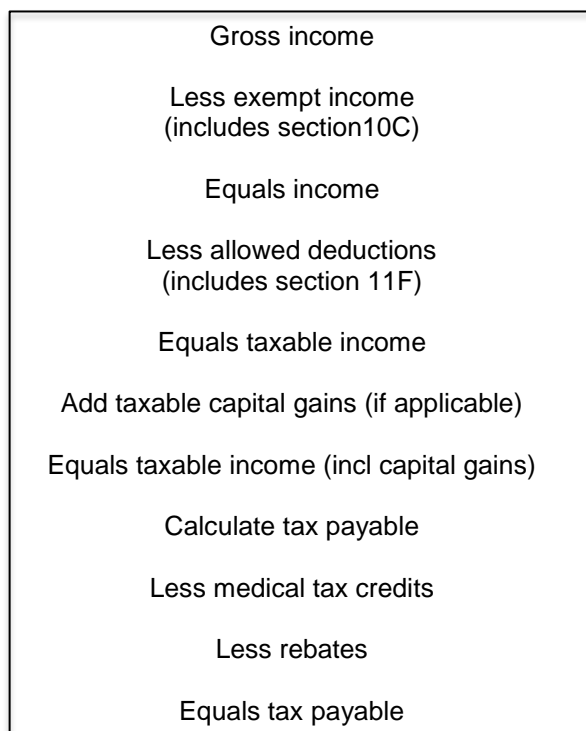 Gross income
Less exempt income
(includes section10C)
Equals income
Less allowed deductions
(includes section 11F)
Equals taxable income
Add taxable capital gains (if applicable)
Equals taxable income (incl capital gains)
Calculate tax payable
Less medical tax credits
Less rebates
Equals tax payable